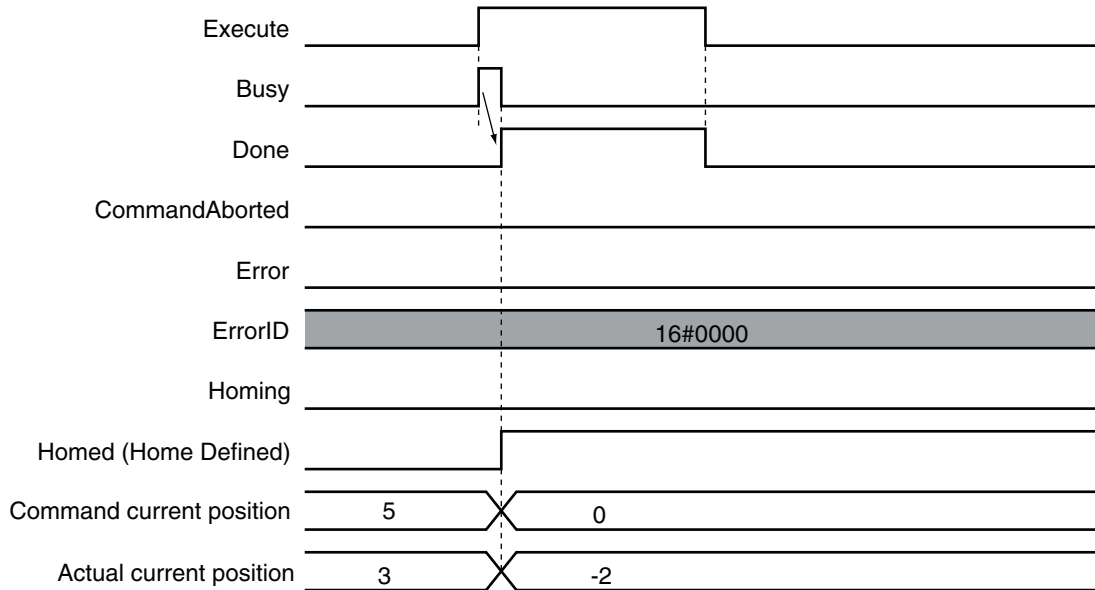 Execute
Busy
Done
CommandAborted
Error
ErrorID 16#0000
Homing
Homed (Home Defined)
Command current position 5 0
Actual current position 3 -2